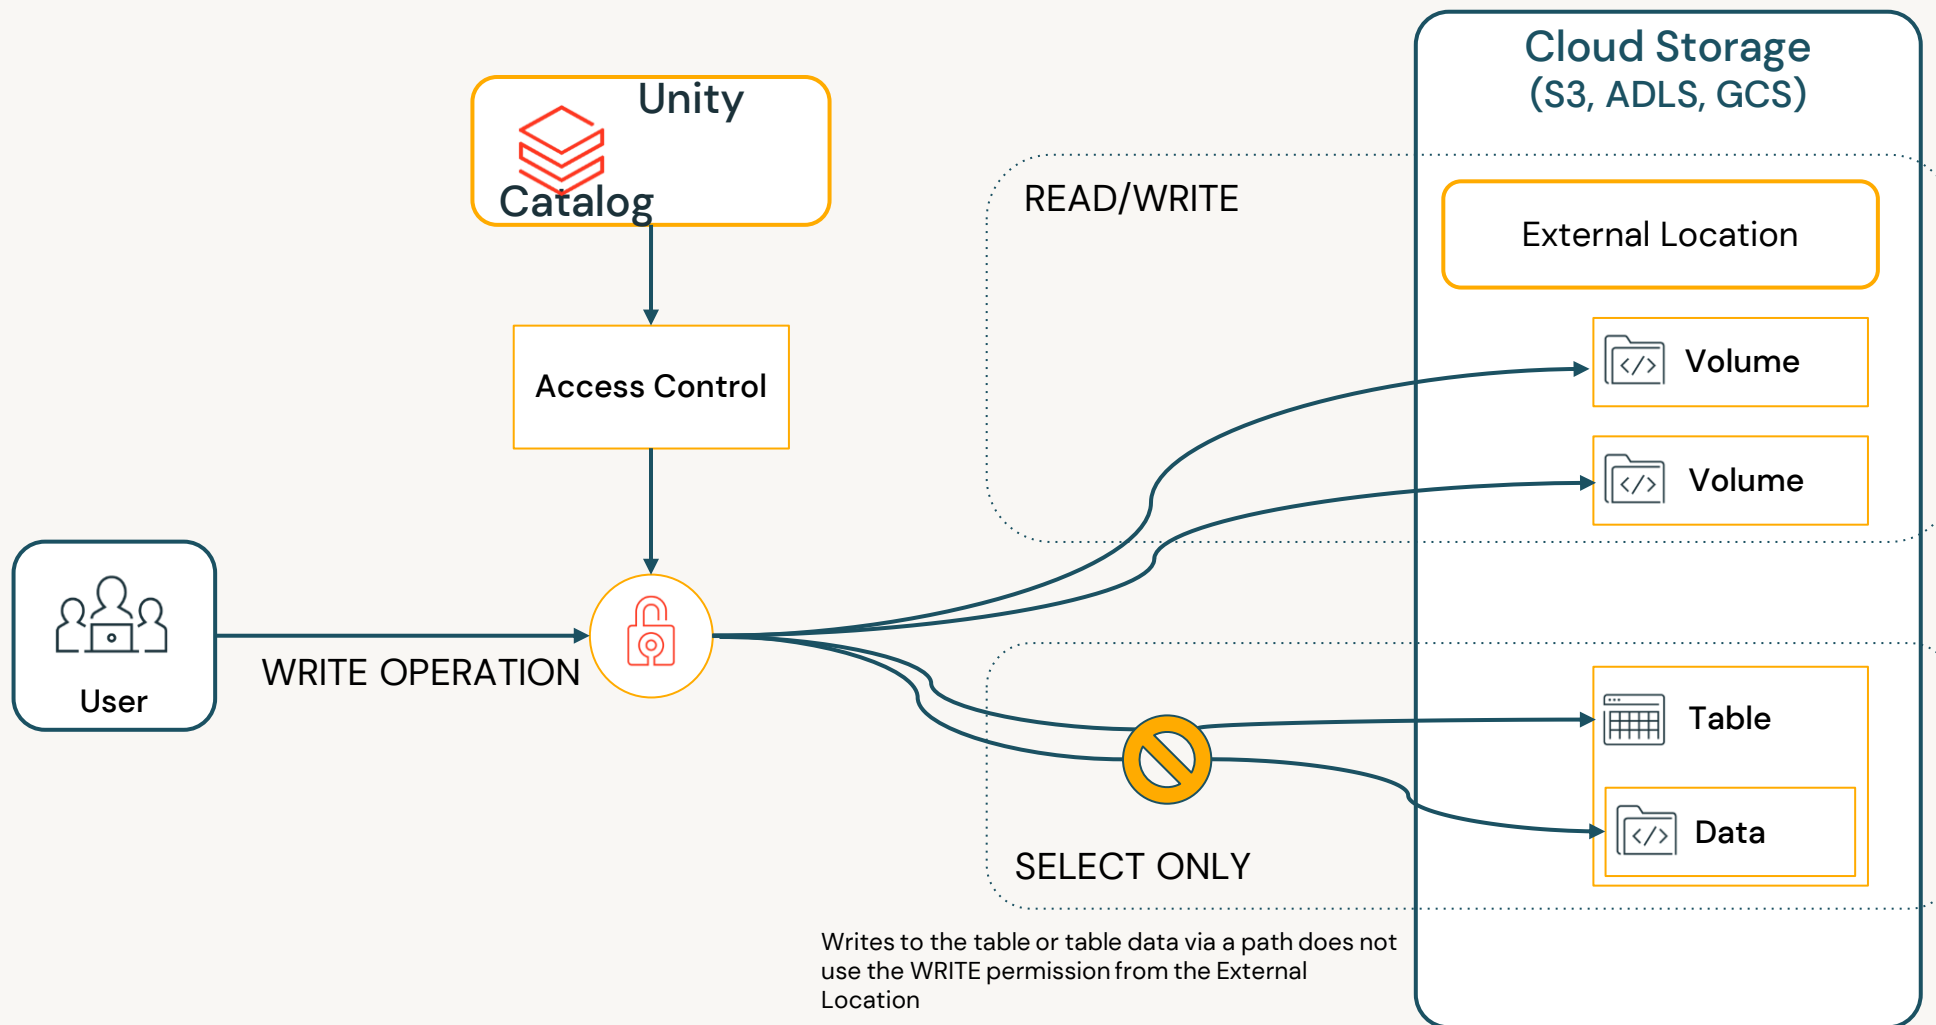 Cloud Storage
(S3, ADLS, GCS)
Unity
Catalog
READ/WRITE
External Location
Access Control
</> Volume
</> Volume
User
WRITE OPERATION
Table
</> Data
SELECT ONLY
Writes to the table or table data via a path does not
use the WRITE permission from the External
Location